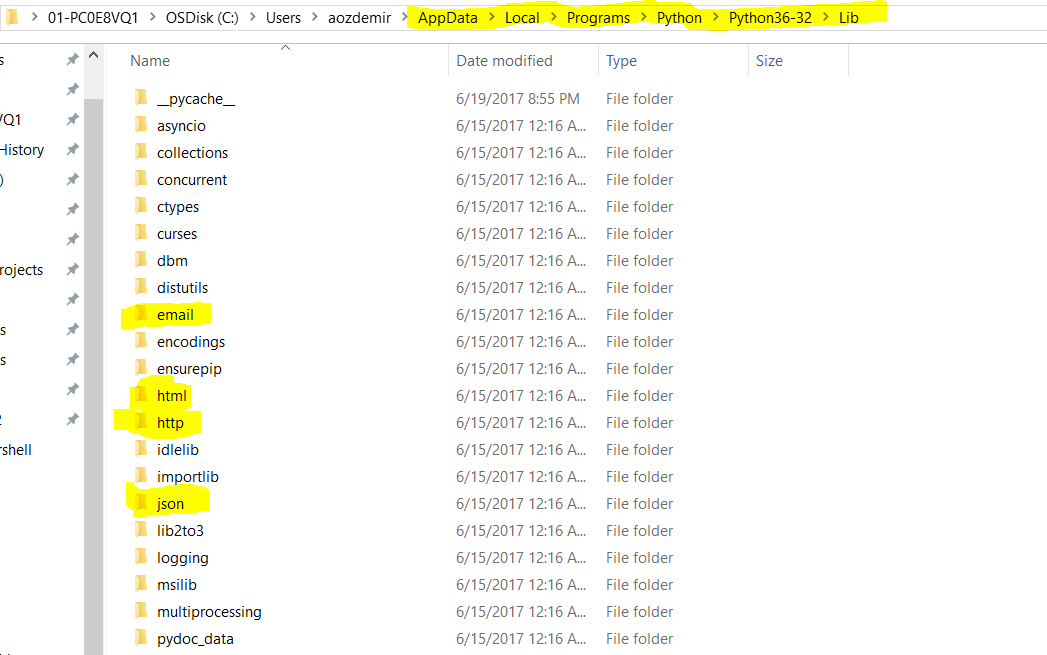 01-PC0E8VQ1 > OSDisk (C:) > Users > aozdemir > AppData > Local > Programs > Python > Python36-32 > Lib
Name Date modified Type Size
__pycache__ 6/19/2017 8:55 PM File folder
asyncio 6/15/2017 12:16 A... File folder
VQ1
collections 6/15/2017 12:16 A... File folder
History
concurrent 6/15/2017 12:16 A... File folder
)
ctypes 6/15/2017 12:16 A... File folder
curses 6/15/2017 12:16 A... File folder
dbm 6/15/2017 12:16 A... File folder
rojects
distutils 6/15/2017 12:16 A... File folder
email 6/15/2017 12:16 A... File folder
s
encodings 6/15/2017 12:16 A... File folder
s
ensurepip 6/15/2017 12:16 A... File folder
html 6/15/2017 12:16 A... File folder
2
http 6/15/2017 12:16 A... File folder
rshell
idlelib 6/15/2017 12:16 A... File folder
importlib 6/15/2017 12:16 A... File folder
json 6/15/2017 12:16 A... File folder
lib2to3 6/15/2017 12:16 A... File folder
logging 6/15/2017 12:16 A... File folder
msilib 6/15/2017 12:16 A... File folder
multiprocessing 6/15/2017 12:16 A... File folder
pydoc_data 6/15/2017 12:16 A... File folder